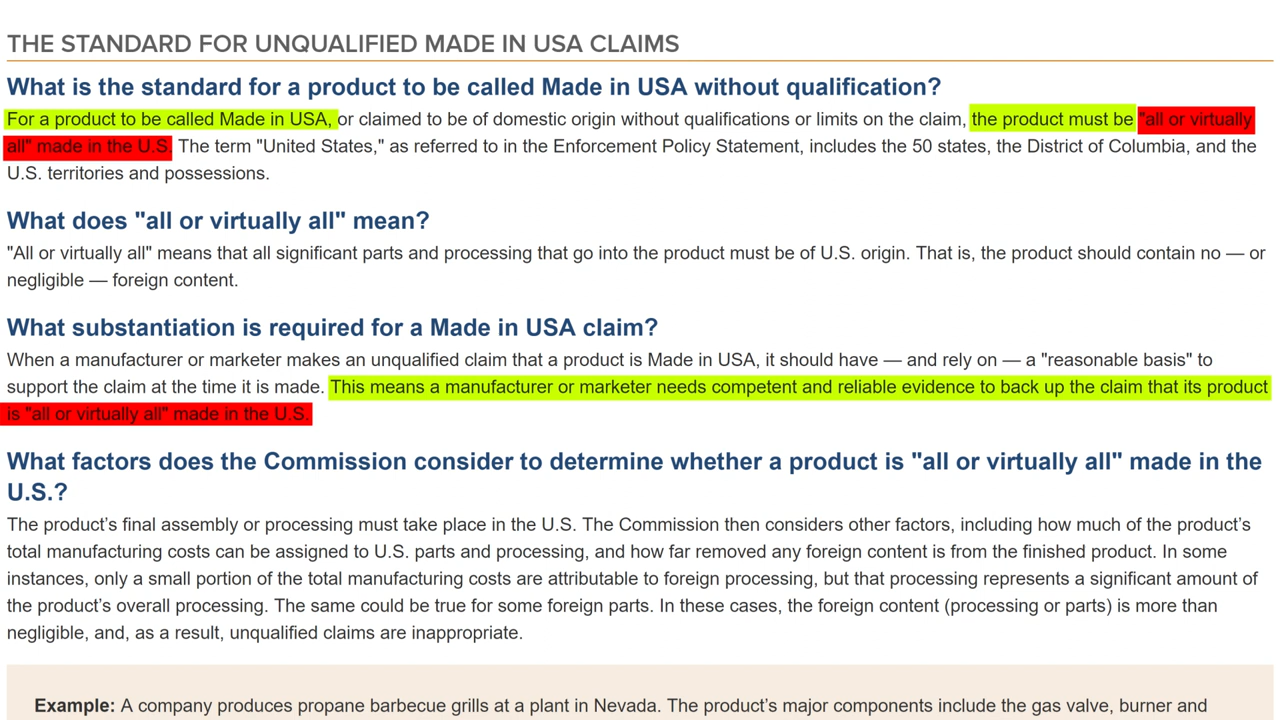 THE STANDARD FOR UNQUALIFIED MADE IN USA CLAIMS
What is the standard for a product to be called Made in USA without qualification?
For a product to be called Made in USA, or claimed to be of domestic origin without qualifications or limits on the claim, the product must be "all or virtually
all" made in the U.S. The term "United States," as referred to in the Enforcement Policy Statement, includes the 50 states, the District of Columbia, and the
U.S. territories and possessions.
What does "all or virtually all" mean?
"All or virtually all" means that all significant parts and processing that go into the product must be of U.S. origin. That is, the product should contain no — or
negligible — foreign content.
What substantiation is required for a Made in USA claim?
When a manufacturer or marketer makes an unqualified claim that a product is Made in USA, it should have — and rely on — a "reasonable basis" to
support the claim at the time it is made. This means a manufacturer or marketer needs competent and reliable evidence to back up the claim that its product
is "all or virtually all" made in the U.S.
What factors does the Commission consider to determine whether a product is "all or virtually all" made in the
U.S.?
The product’s final assembly or processing must take place in the U.S. The Commission then considers other factors, including how much of the product’s
total manufacturing costs can be assigned to U.S. parts and processing, and how far removed any foreign content is from the finished product. In some
instances, only a small portion of the total manufacturing costs are attributable to foreign processing, but that processing represents a significant amount of
the product’s overall processing. The same could be true for some foreign parts. In these cases, the foreign content (processing or parts) is more than
negligible, and, as a result, unqualified claims are inappropriate.
Example: A company produces propane barbecue grills at a plant in Nevada. The product’s major components include the gas valve, burner and